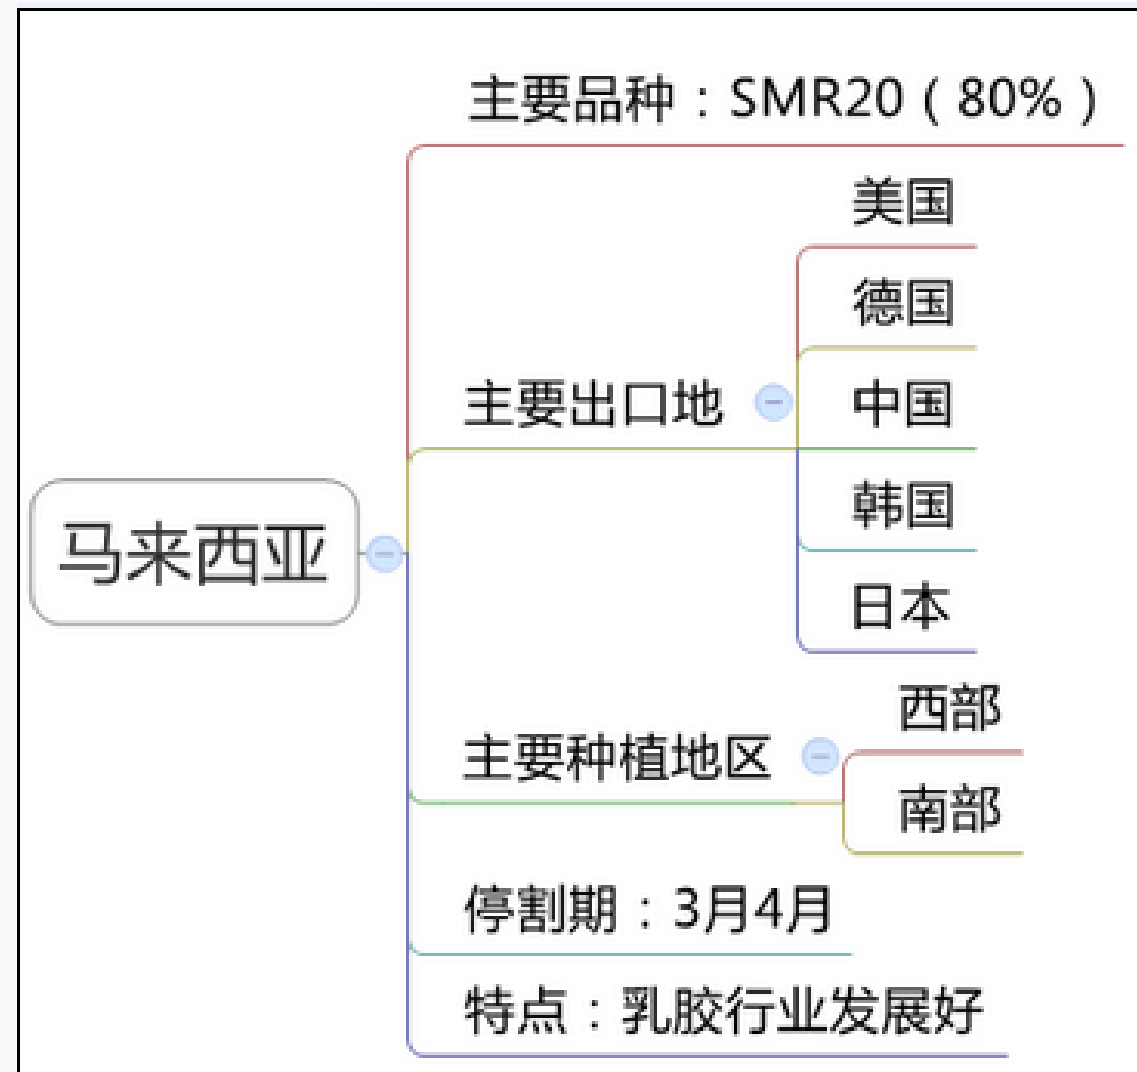 主要品种：SMR20（80%）
美国
德国
主要出口地
中国
韩国
马来西亚
日本
西部
主要种植地区
南部
停割期：3月4月
特点：乳胶行业发展好